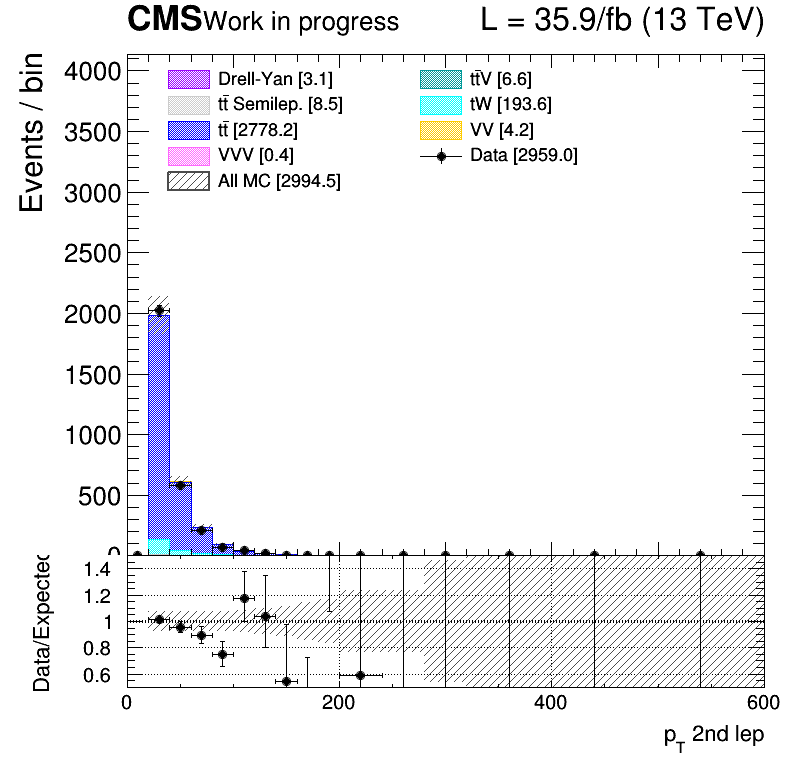 CMS Work in progress L = 35.9/fb (13 TeV)
Events / bin
4000
3500
3000
2500
2000
1500
1000
500
0
Drell-Yan [3.1]
tt̄ Semilep. [8.5]
tt̄ [2778.2]
VVV [0.4]
All MC [2994.5]
tt̄V [6.6]
tW [193.6]
VV [4.2]
Data [2959.0]
Data/Expected
1.4
1.2
1
0.8
0.6
0 200 400 600
p_T 2nd lep